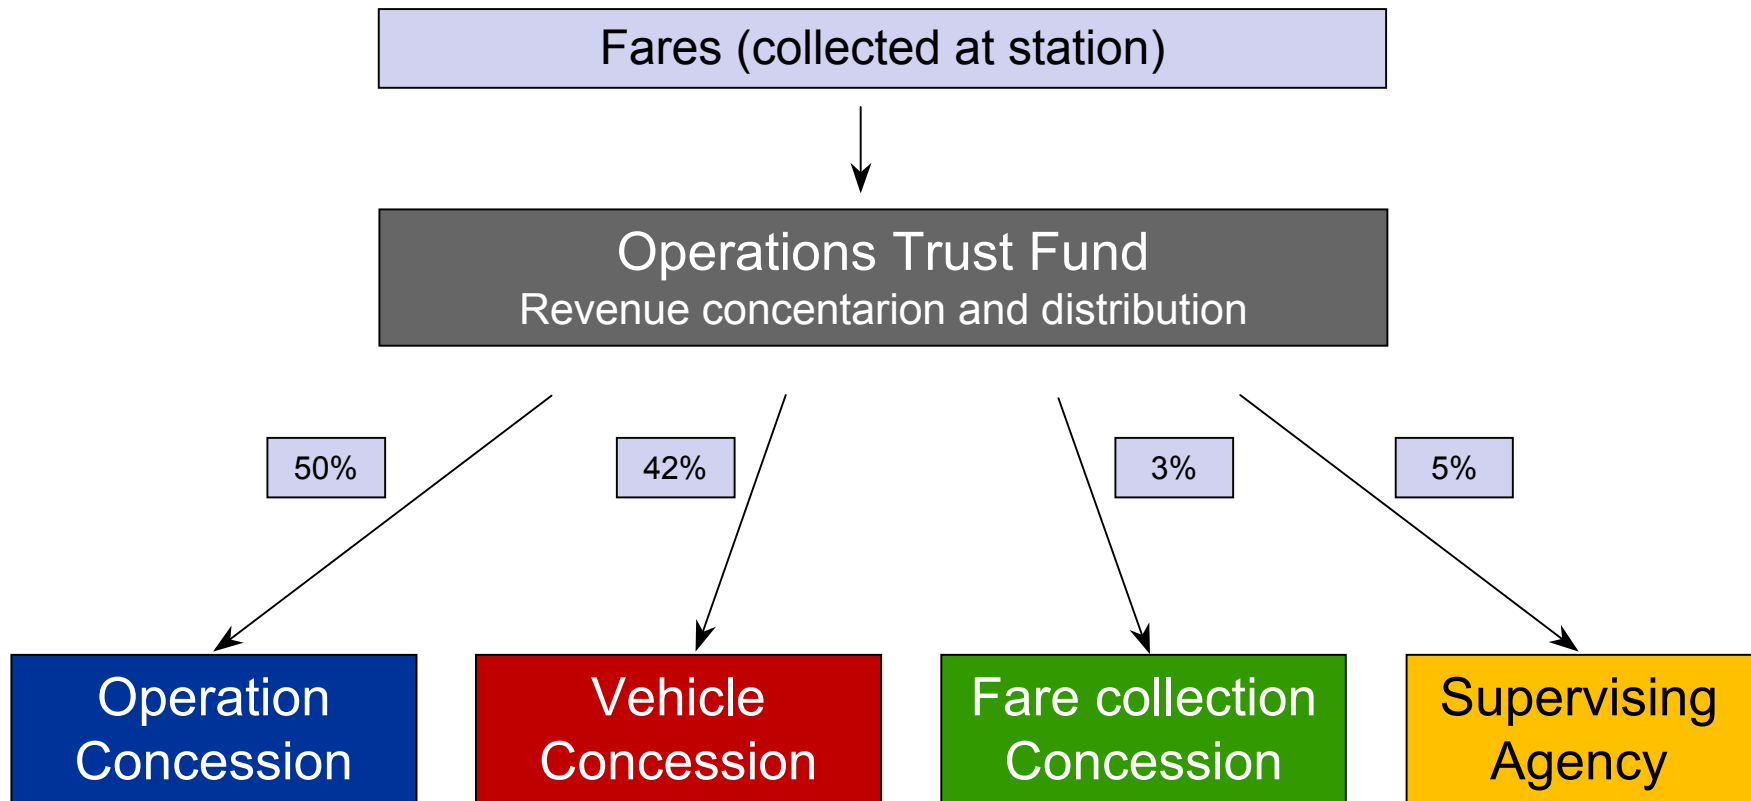 Fares (collected at station)
Operations Trust Fund
Revenue concentarion and distribution
50%
42%
3%
5%
Operation
Concession
Vehicle
Concession
Fare collection
Concession
Supervising
Agency